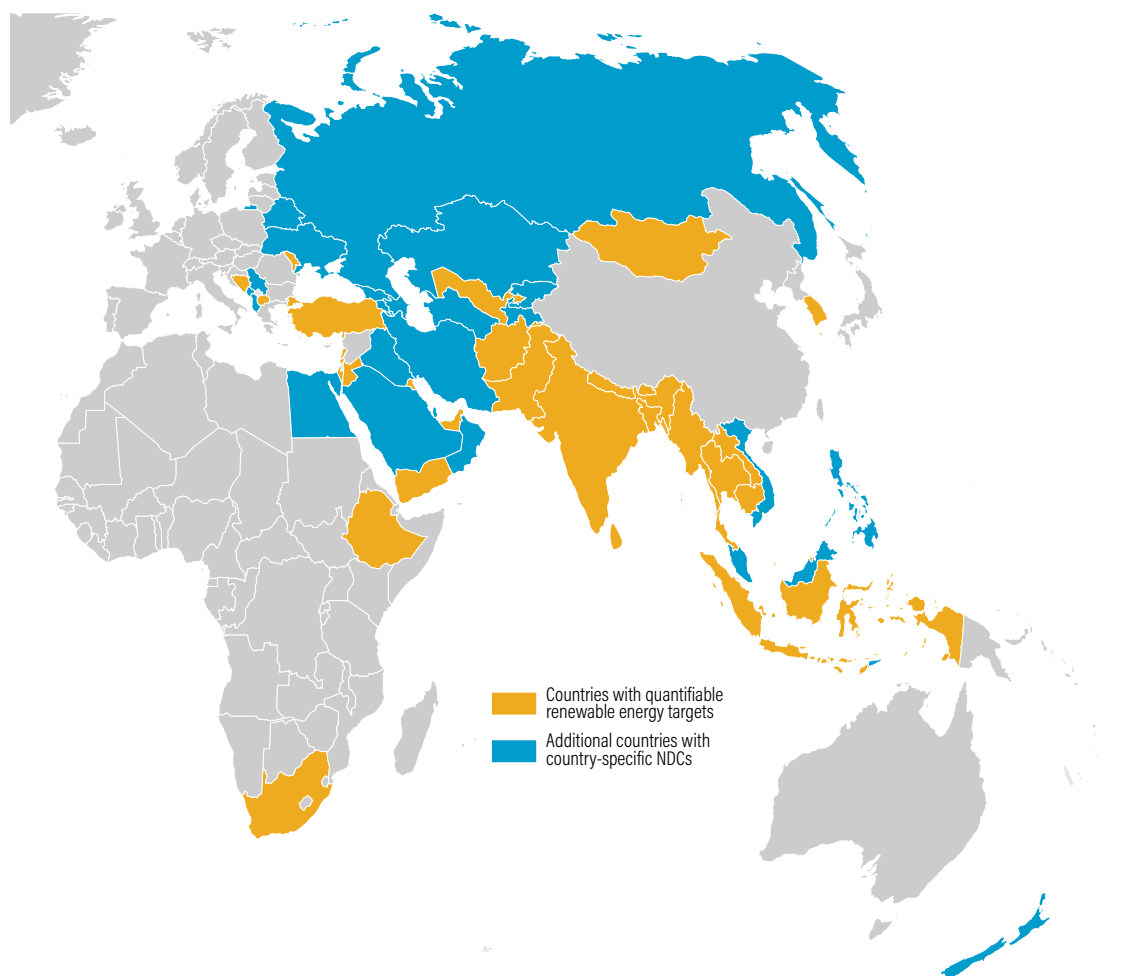 Countries with quantifiable
renewable energy targets
Additional countries with
country-specific NDCs